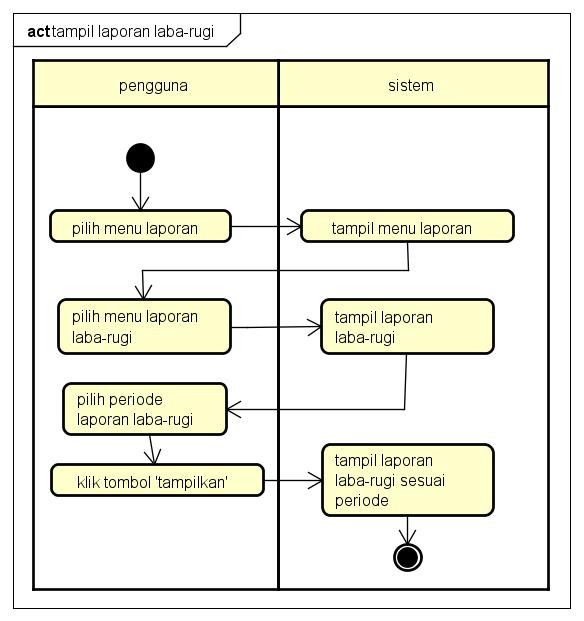 act tampil laporan laba-rugi
pengguna
sistem
pilih menu laporan
tampil menu laporan
pilih menu laporan
laba-rugi
tampil laporan
laba-rugi
pilih periode
laporan laba-rugi
klik tombol 'tampilkan'
tampil laporan
laba-rugi sesuai
periode